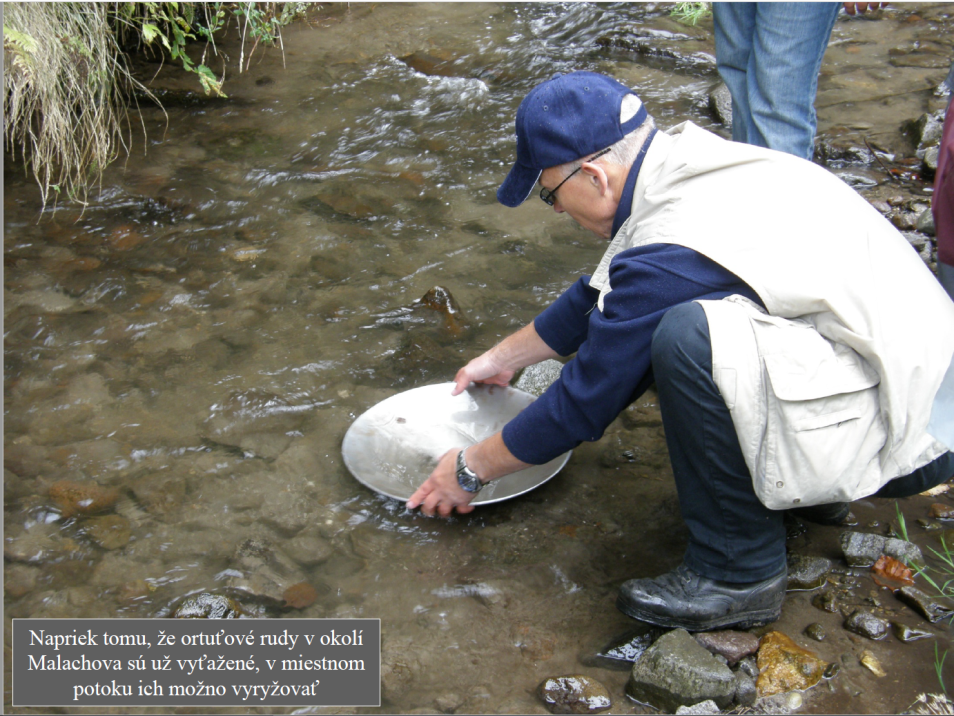 Napriek tomu, že ortuťové rudy v okolí
Malachova sú už vyťažené, v miestnom
potoku ich možno vyryžovať